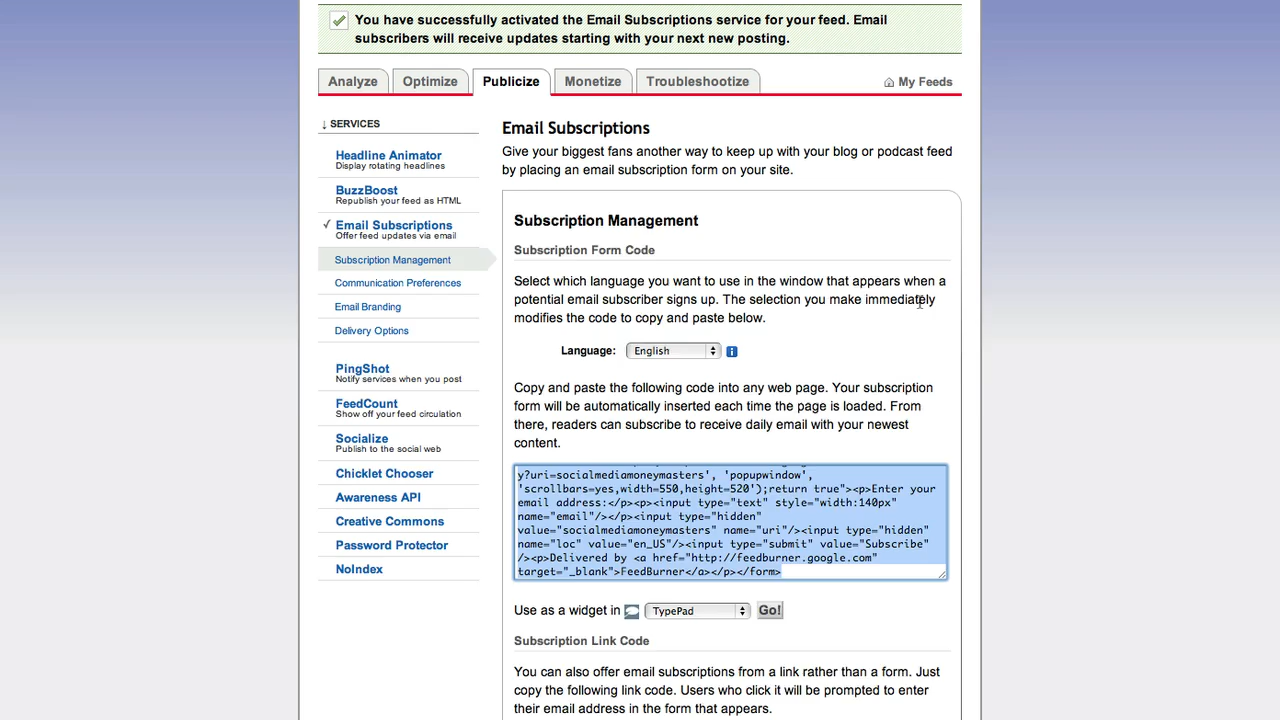 You have successfully activated the Email Subscriptions service for your feed. Email
subscribers will receive updates starting with your next new posting.
Analyze
Optimize
Publicize
Monetize
Troubleshootize
My Feeds
↓ SERVICES
Headline Animator
Display rotating headlines
BuzzBoost
Republish your feed as HTML
Email Subscriptions
Offer feed updates via email
Subscription Management
Communication Preferences
Email Branding
Delivery Options
PingShot
Notify services when you post
FeedCount
Show off your feed circulation
Socialize
Publish to the social web
Chicklet Chooser
Awareness API
Creative Commons
Password Protector
NoIndex
Email Subscriptions
Give your biggest fans another way to keep up with your blog or podcast feed
by placing an email subscription form on your site.
Subscription Management
Subscription Form Code
Select which language you want to use in the window that appears when a
potential email subscriber signs up. The selection you make immediately
modifies the code to copy and paste below.
Language: English
Copy and paste the following code into any web page. Your subscription
form will be automatically inserted each time the page is loaded. From
there, readers can subscribe to receive daily email with your newest
content.
y?uri=socialmediamoneymasters', 'popupwindow',
'scrollbars=yes,width=550,height=520');return true"><p>Enter your
email address:</p><p><input type="text" style="width:140px"
name="email"/></p><input type="hidden"
value="socialmediamoneymasters" name="uri"/><input type="hidden"
name="loc" value="en_US"/><input type="submit" value="Subscribe"
/><p>Delivered by <a href="http://feedburner.google.com"
target="_blank">FeedBurner</a></p></form>
Use as a widget in TypePad Go!
Subscription Link Code
You can also offer email subscriptions from a link rather than a form. Just
copy the following link code. Users who click it will be prompted to enter
their email address in the form that appears.